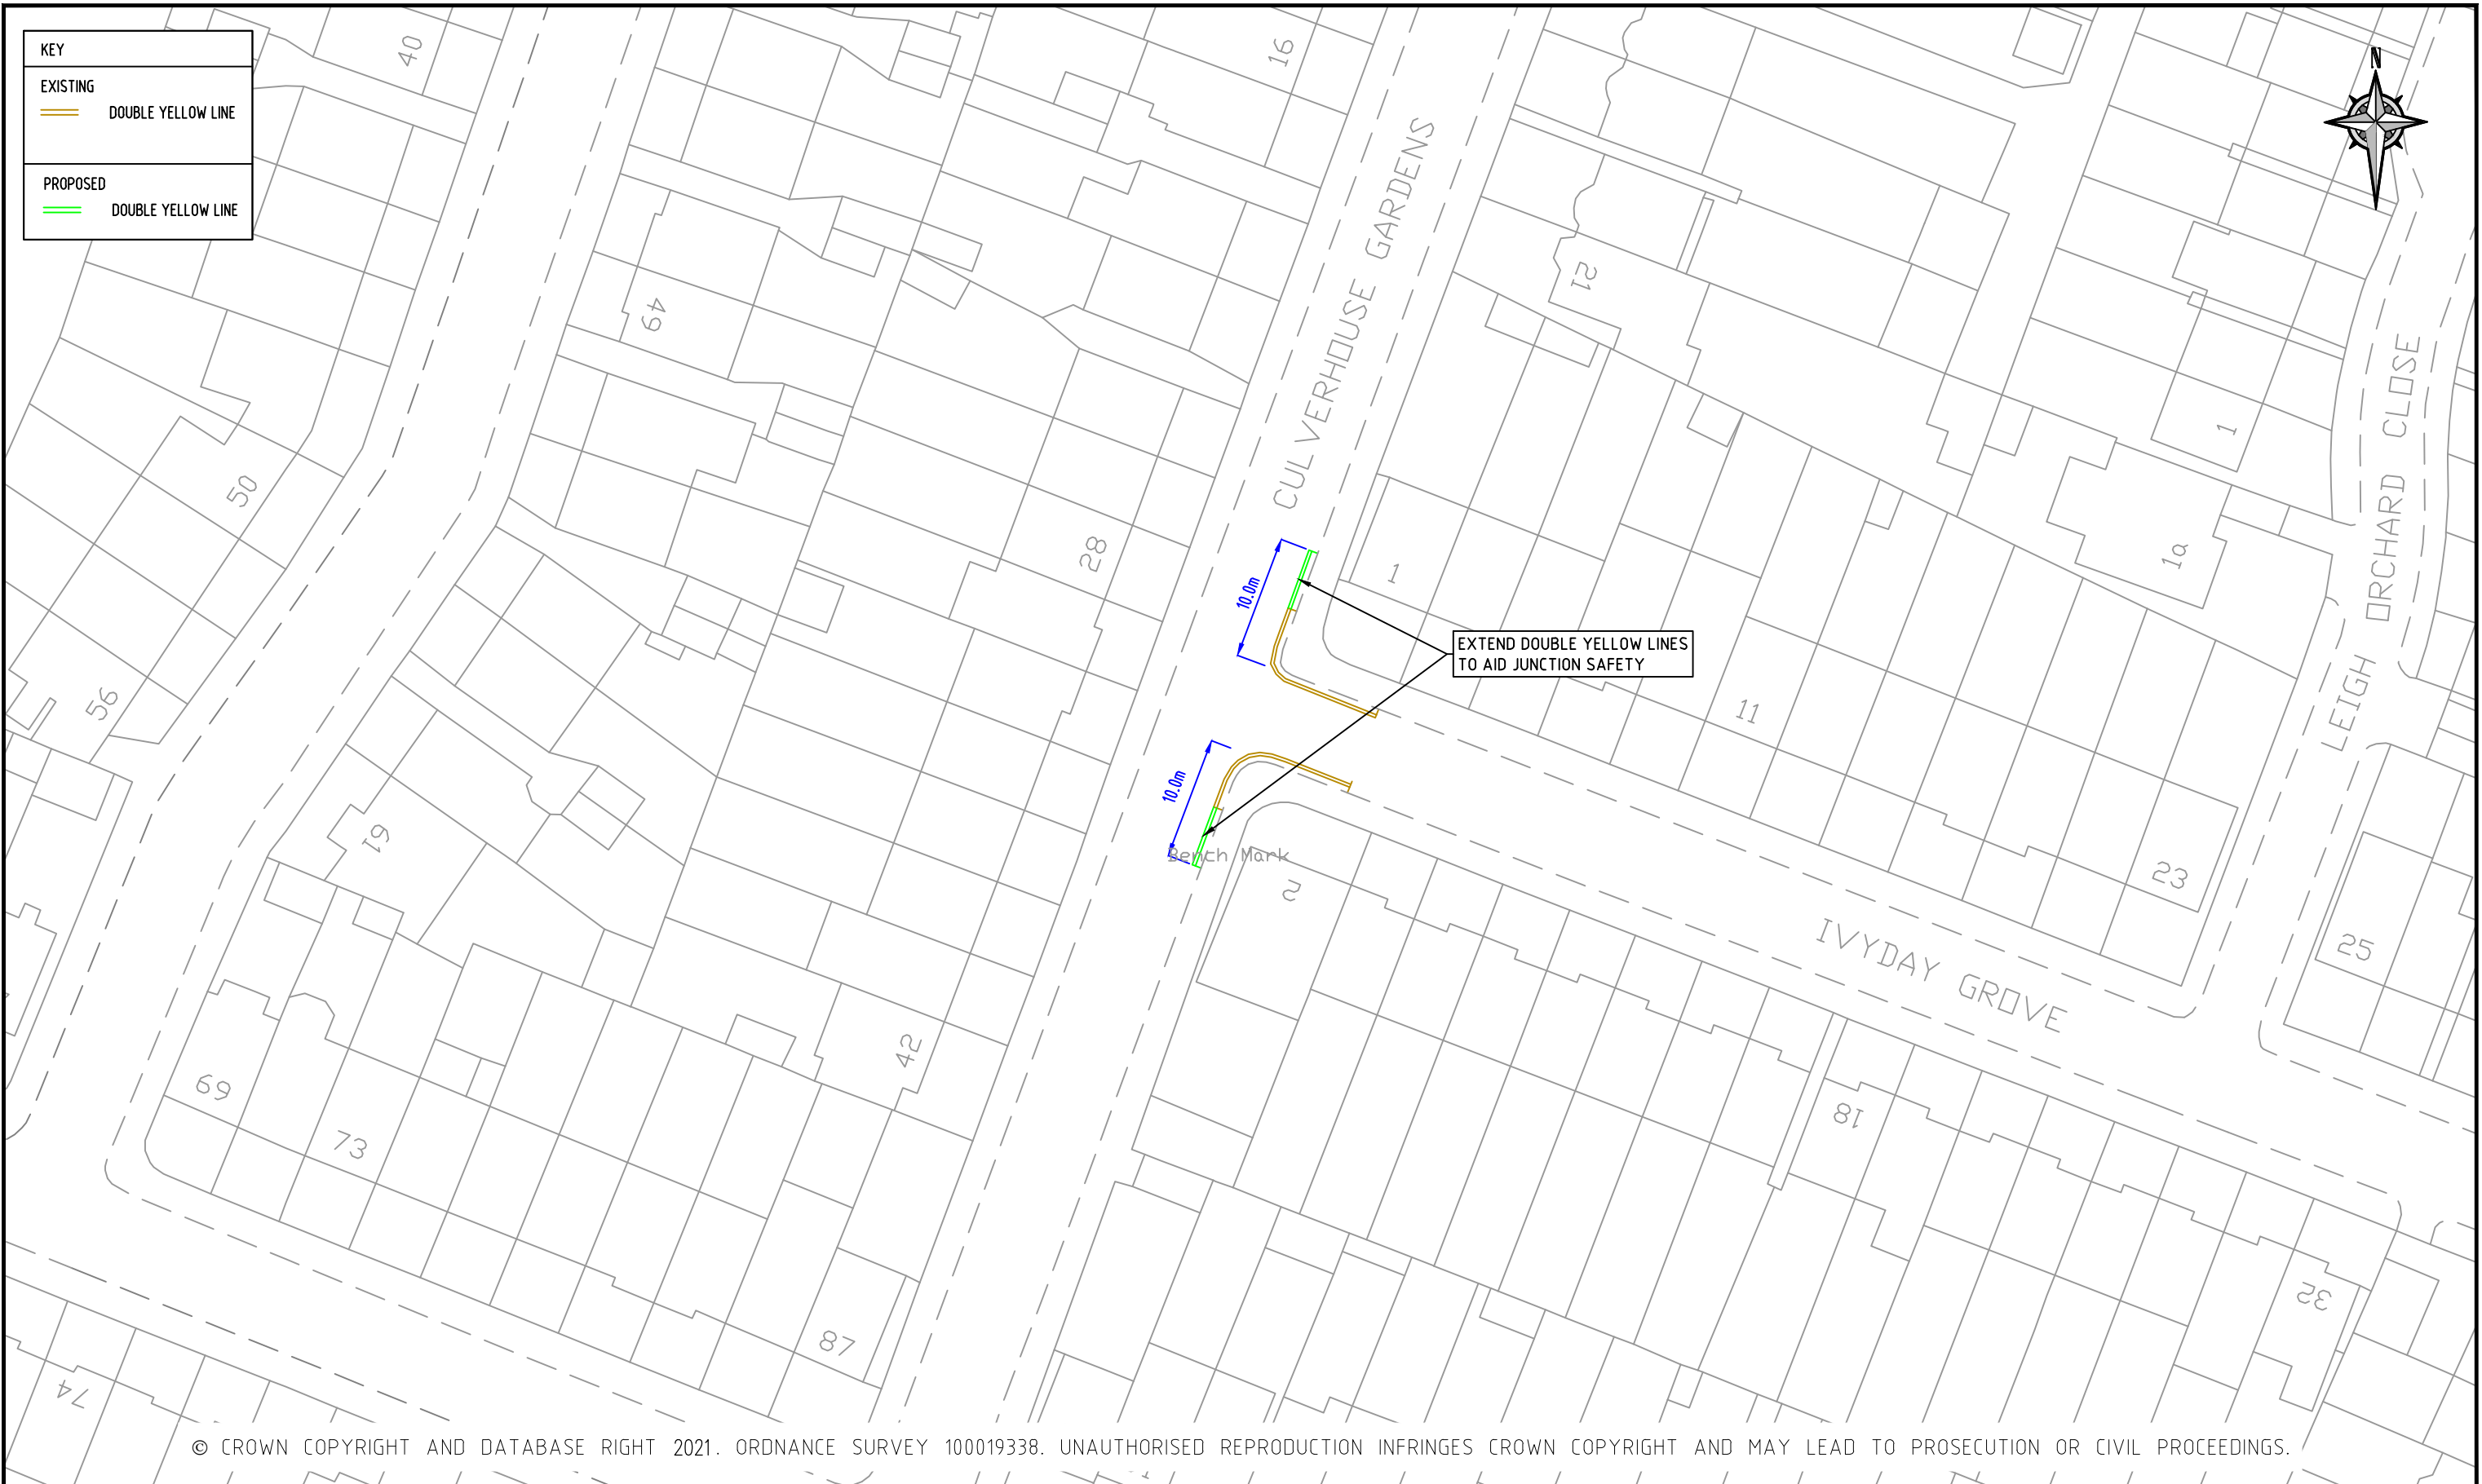 KEY
EXISTING
DOUBLE YELLOW LINE
PROPOSED
DOUBLE YELLOW LINE
N
40
16
CULVERHOUSE GARDENS
51
49
LEIGH ORCHARD CLOSE
1
50
28
1a
10.0m
1
EXTEND DOUBLE YELLOW LINES
TO AID JUNCTION SAFETY
56
11
10.0m
61
Bench Mark
2
23
IVYDAY GROVE
25
42
69
73
18
32
87
74
© CROWN COPYRIGHT AND DATABASE RIGHT 2021. ORDNANCE SURVEY 100019338. UNAUTHORISED REPRODUCTION INFRINGES CROWN COPYRIGHT AND MAY LEAD TO PROSECUTION OR CIVIL PROCEEDINGS.